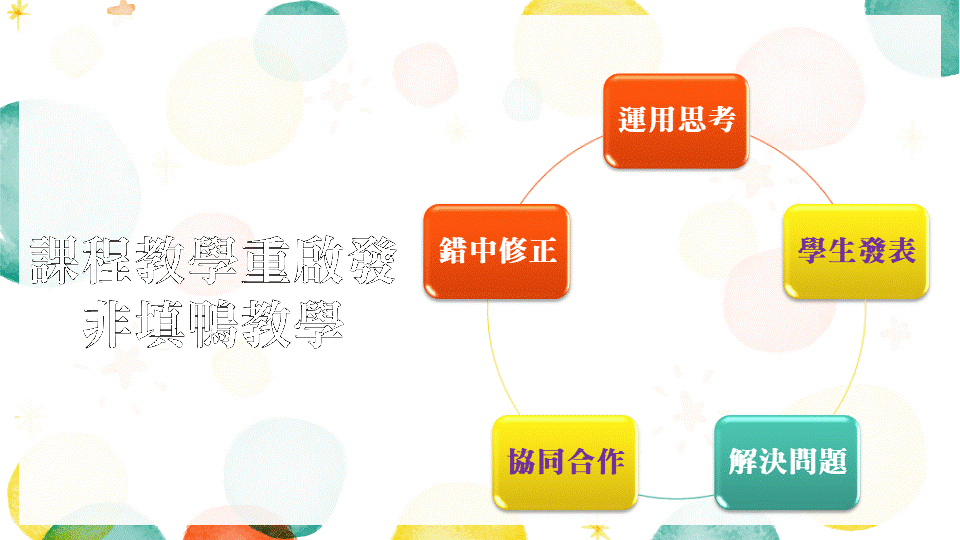 課程教學重啟發
非填鴨教學
運用思考
學生發表
解決問題
協同合作
錯中修正